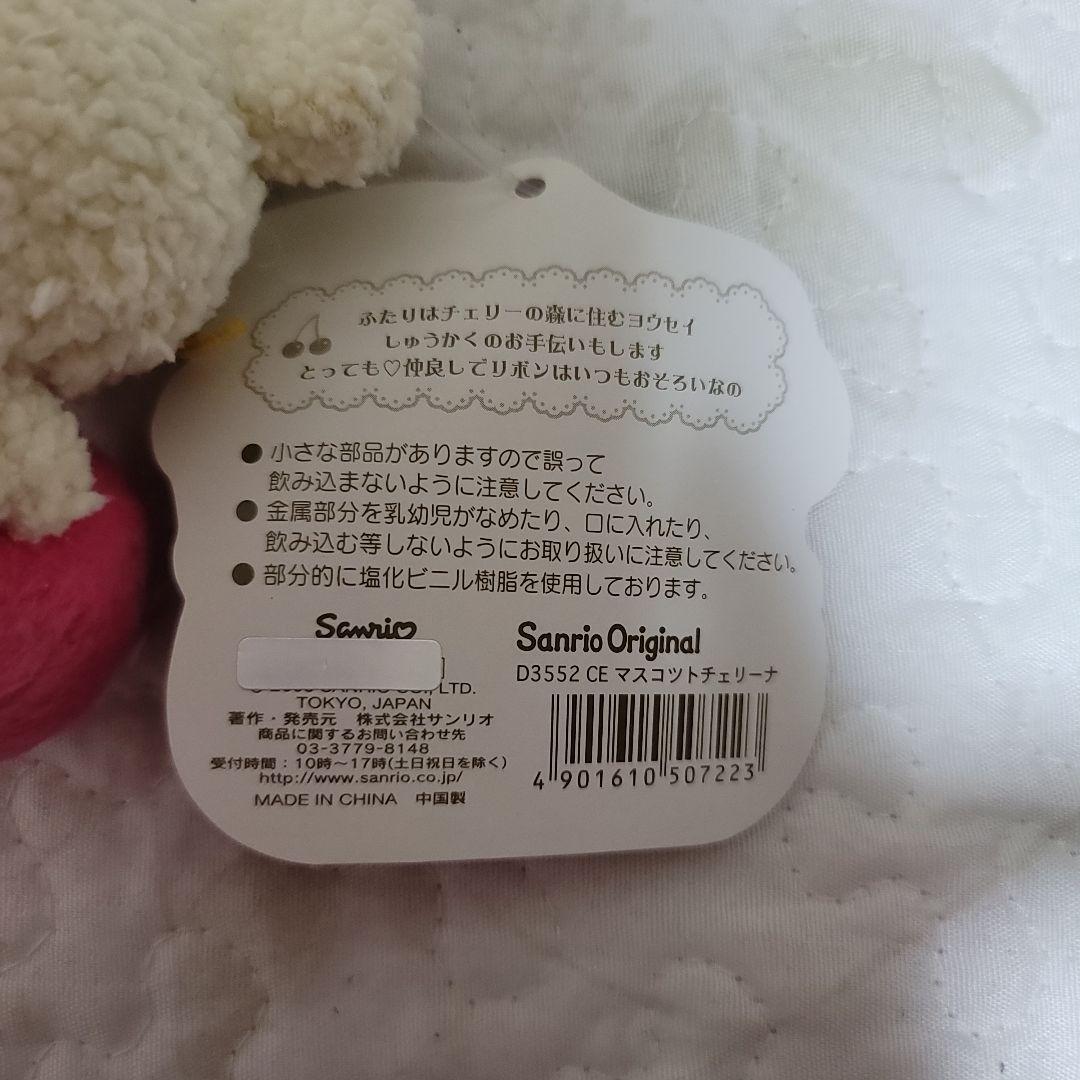 ふたりはチェリーの森に住むヨウセイ
しゅうかくのお手伝いもします
とっても♡仲良しでリボンはいつもおそろいなの
● 小さな部品がありますので誤って
飲み込まないように注意してください。
● 金属部分を乳幼児がなめたり、口に入れたり、
飲み込む等しないようにお取り扱いに注意してください。
● 部分的に塩化ビニル樹脂を使用しております。
Sanrio
SANRIO CO., LTD.
TOKYO, JAPAN
著作・発売元 株式会社サンリオ
商品に関するお問い合わせ先
03-3779-8148
受付時間:10時〜17時(土日祝日を除く)
http://www.sanrio.co.jp/
MADE IN CHINA 中国製
Sanrio Original
D3552 CE マスコットチェリーナ
4 901610 507223